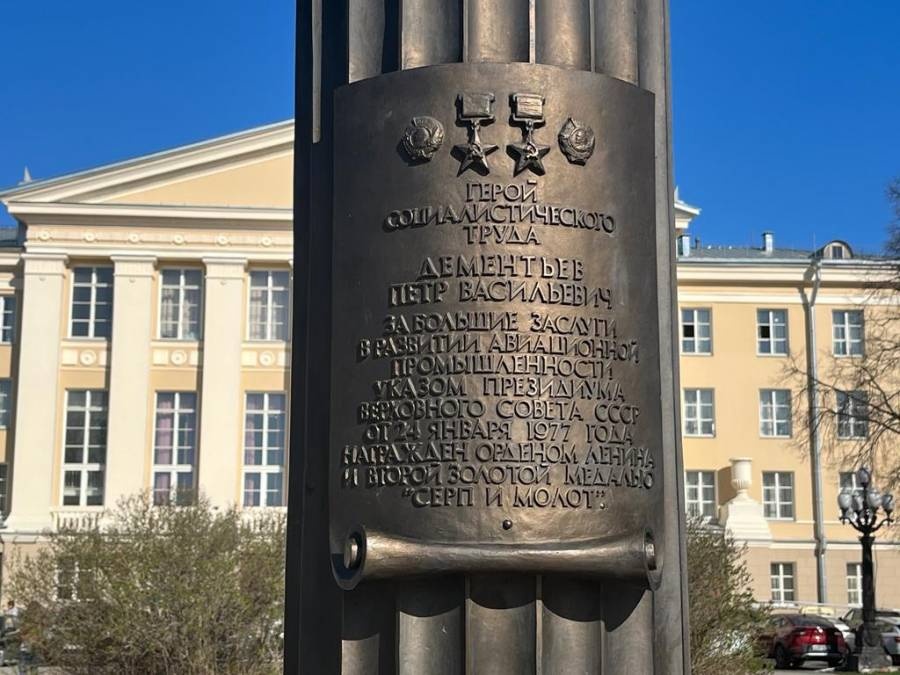 ГЕРОЙ
СОЦИАЛИСТИЧЕСКОГО
ТРУДА
ДЕМЕНТЬЕВ
ПЕТР ВАСИЛЬЕВИЧ
ЗА БОЛЬШИЕ ЗАСЛУГИ
В РАЗВИТИИ АВИАЦИОННОЙ
ПРОМЫШЛЕННОСТИ
УКАЗОМ ПРЕЗИДИУМА
ВЕРХОВНОГО СОВЕТА СССР
ОТ 24 ЯНВАРЯ 1977 ГОДА
НАГРАЖДЕН ОРДЕНОМ ЛЕНИНА
И ВТОРОЙ ЗОЛОТОЙ МЕДАЛЬЮ
"СЕРП И МОЛОТ".